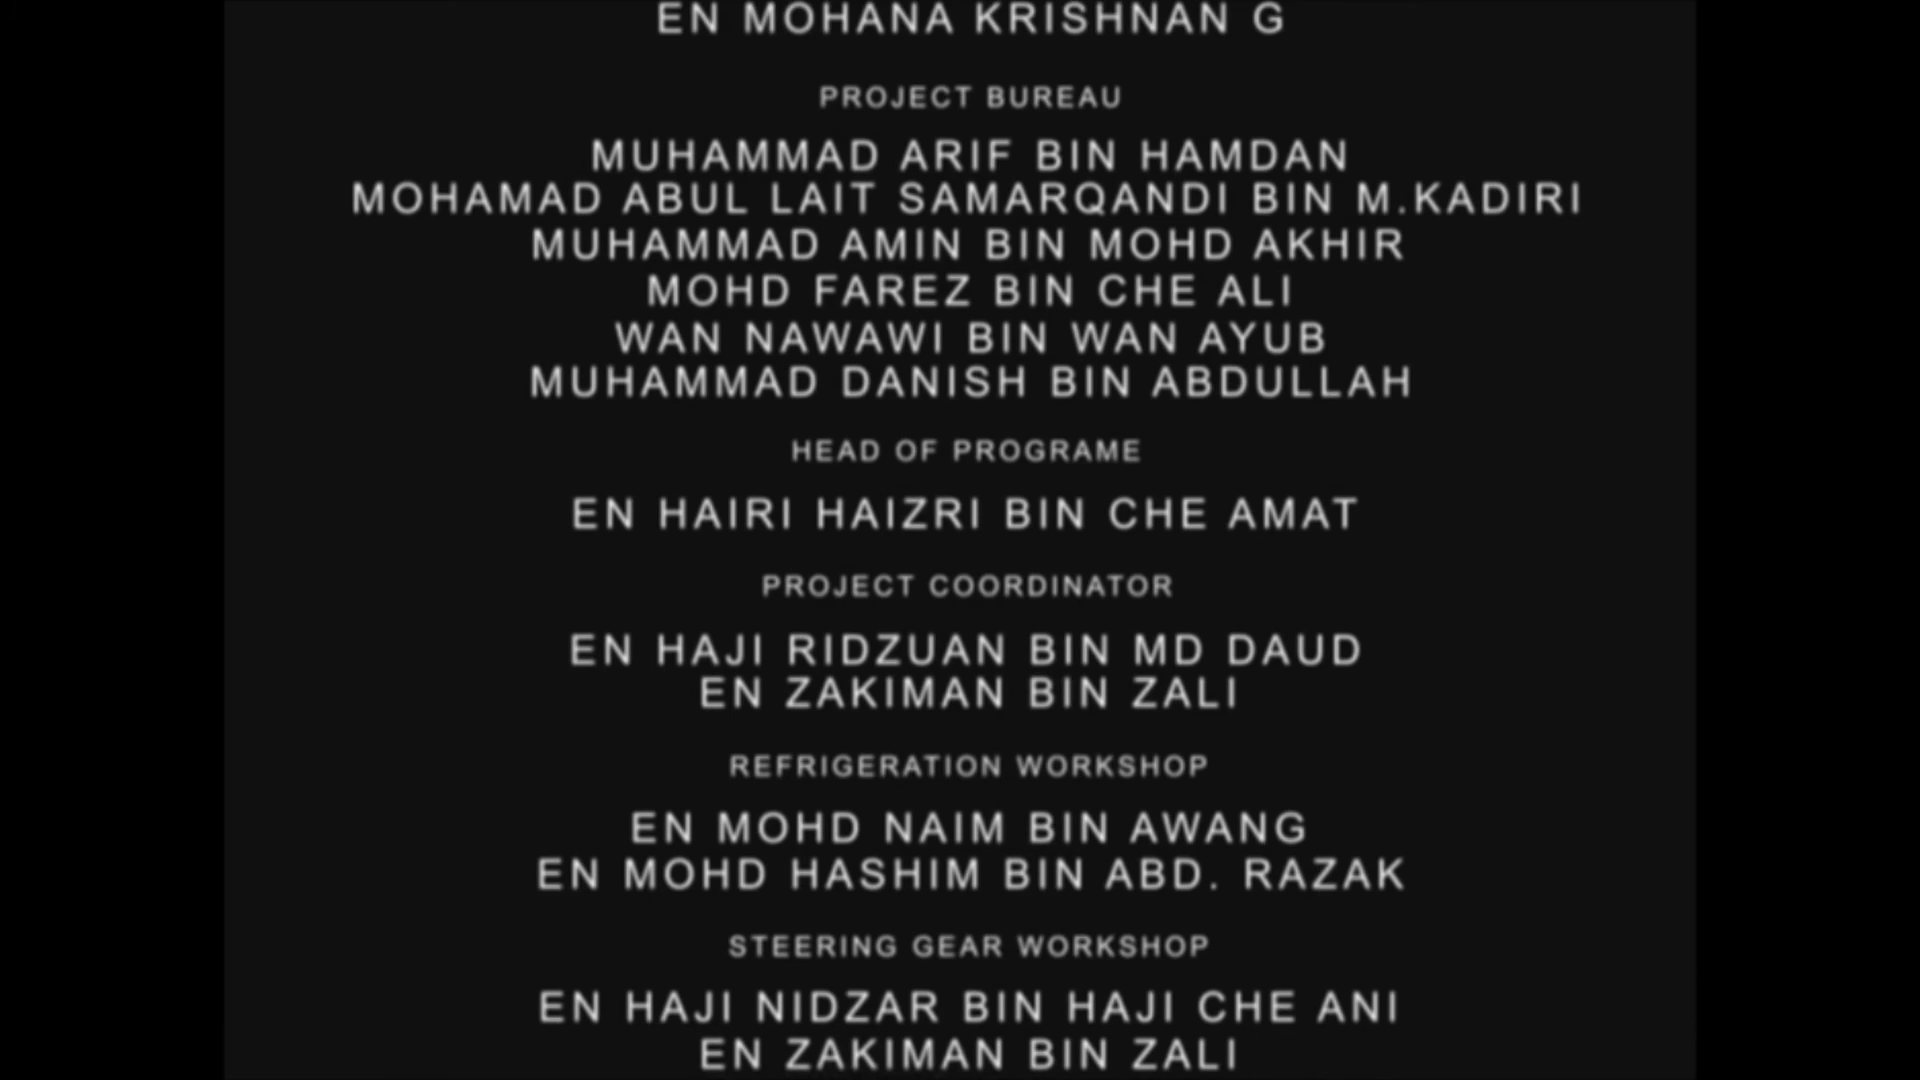 EN MOHANA KRISHNAN G
PROJECT BUREAU
MUHAMMAD ARIF BIN HAMDAN
MOHAMAD ABUL LAIT SAMARQANDI BIN M.KADIRI
MUHAMMAD AMIN BIN MOHD AKHIR
MOHD FAREZ BIN CHE ALI
WAN NAWAWI BIN WAN AYUB
MUHAMMAD DANISH BIN ABDULLAH
HEAD OF PROGRAME
EN HAIRI HAIZRI BIN CHE AMAT
PROJECT COORDINATOR
EN HAJI RIDZUAN BIN MD DAUD
EN ZAKIMAN BIN ZALI
REFRIGERATION WORKSHOP
EN MOHD NAIM BIN AWANG
EN MOHD HASHIM BIN ABD. RAZAK
STEERING GEAR WORKSHOP
EN HAJI NIDZAR BIN HAJI CHE ANI
EN ZAKIMAN BIN ZALI